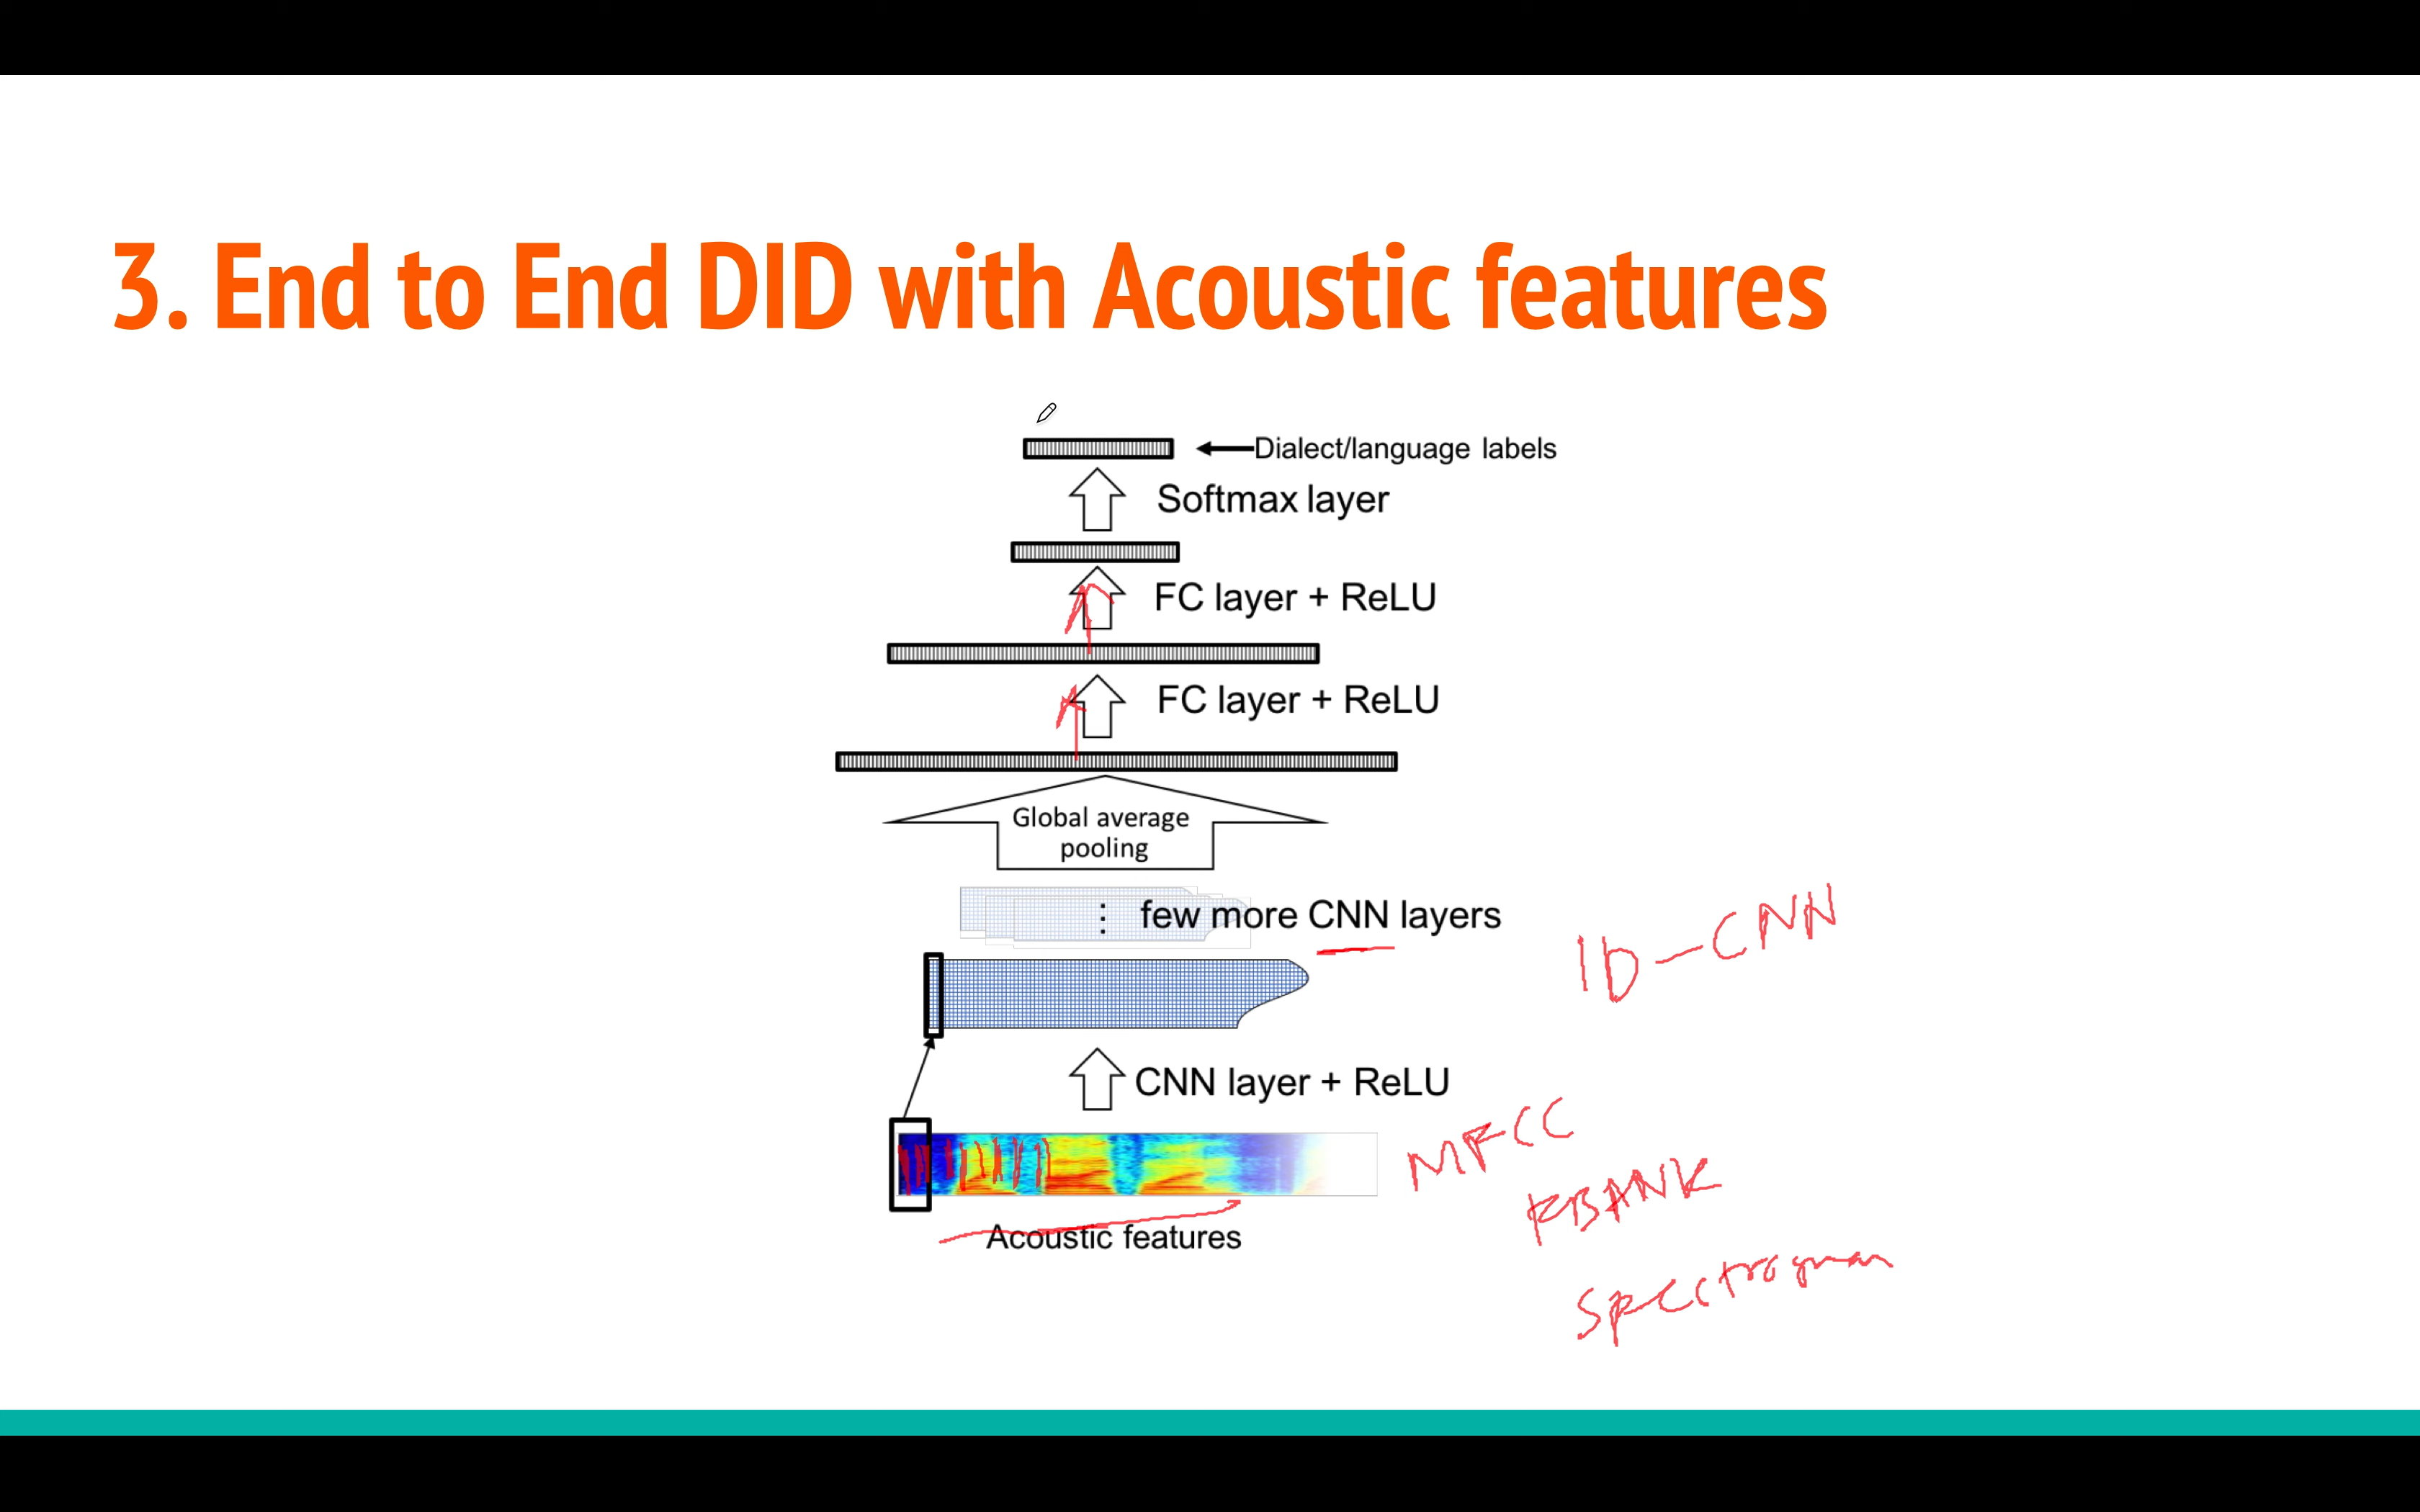 3. End to End DID with Acoustic features
Dialect/language labels
Softmax layer
FC layer + ReLU
FC layer + ReLU
Global average
pooling
few more CNN layers
1D-CNN
CNN layer + ReLU
MFCC
FBANK
Acoustic features
Spectrogram